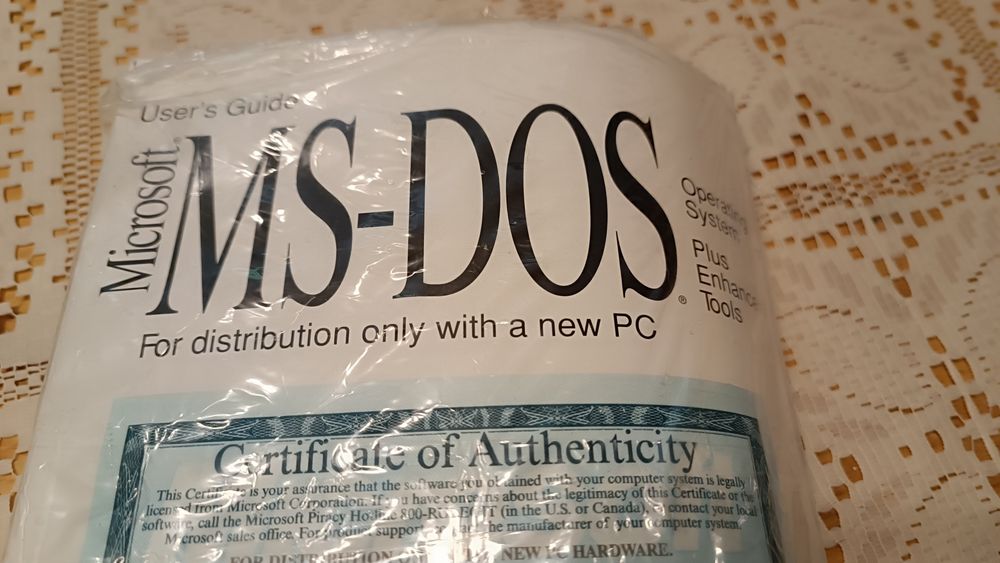 User's Guide
Microsoft®
MS-DOS®
Operating
System
Plus
Enhanced
Tools
For distribution only with a new PC
Certificate of Authenticity
This Certificate is your assurance that the software you obtained with your computer system is legally
licensed from Microsoft Corporation. If you have concerns about the legitimacy of this Certificate or the
software, call the Microsoft Piracy Hotline 800- (in the U.S. or Canada), contact your local
Microsoft sales office. For product support, the manufacturer of your computer system.
FOR DISTRIBUTION NEW PC HARDWARE.